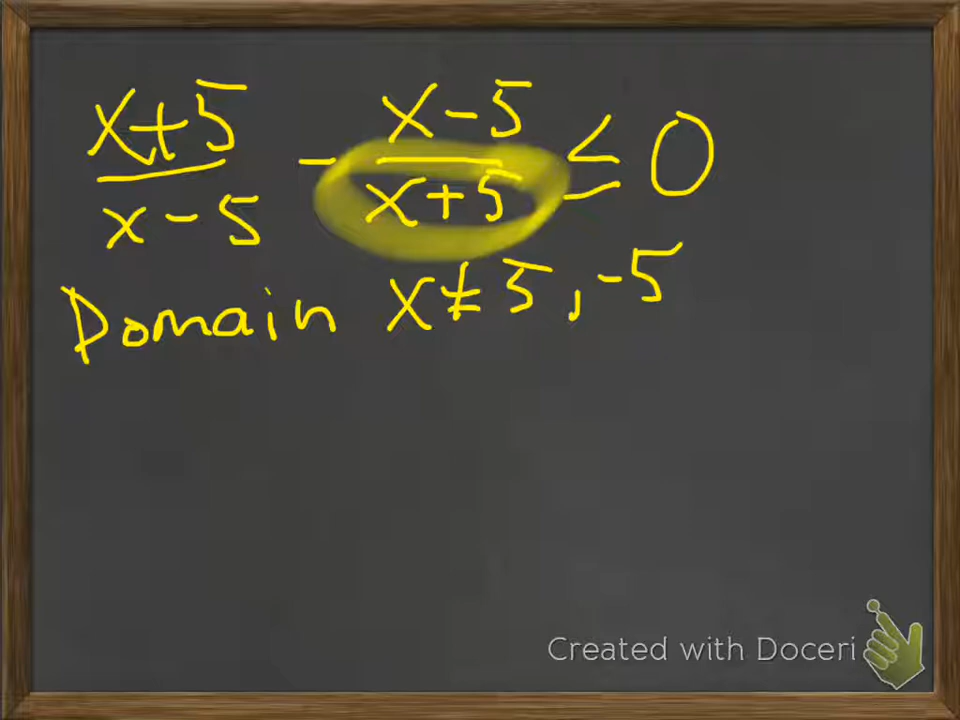 x+5 / x-5 - x-5 / x+5 ≤ 0
Domain x≠5, -5
Created with Doceri